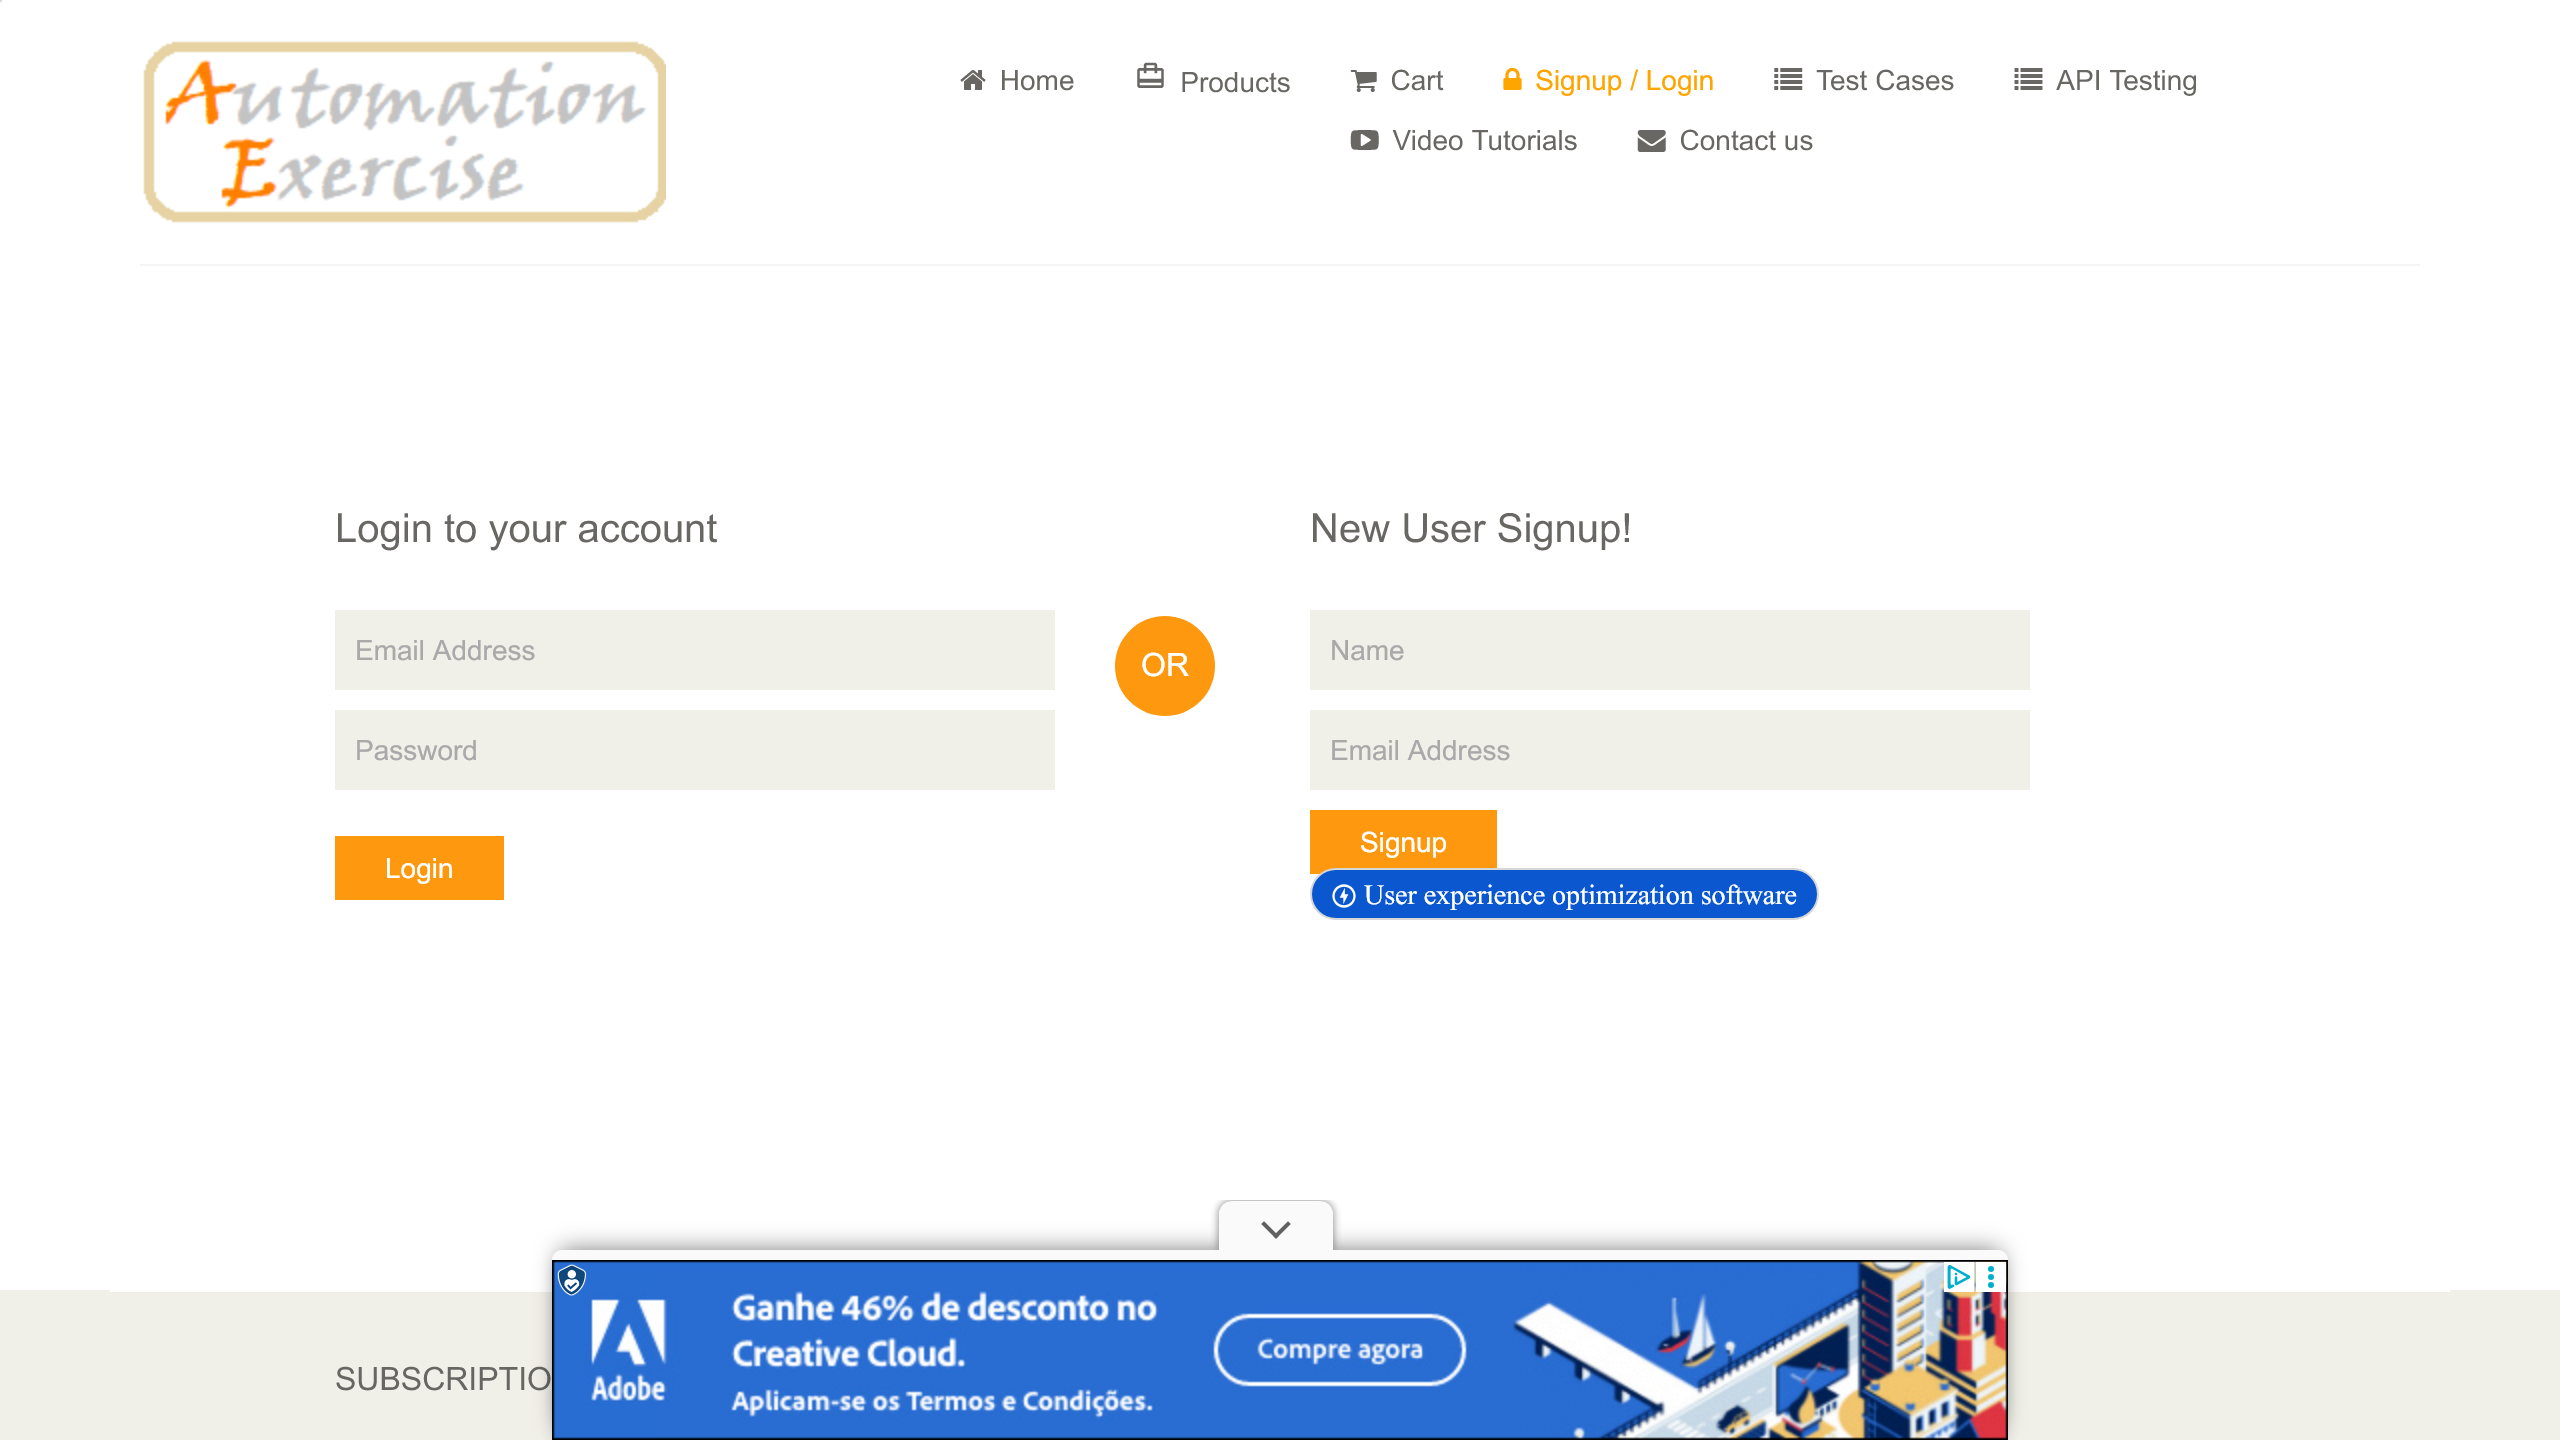 Automation
Exercise
Home
Products
Cart
Signup / Login
Test Cases
API Testing
Video Tutorials
Contact us
Login to your account
New User Signup!
Email Address
OR
Name
Password
Email Address
Login
Signup
User experience optimization software
SUBSCRIPTIO
Adobe
Ganhe 46% de desconto no
Creative Cloud.
Aplicam-se os Termos e Condições.
Compre agora